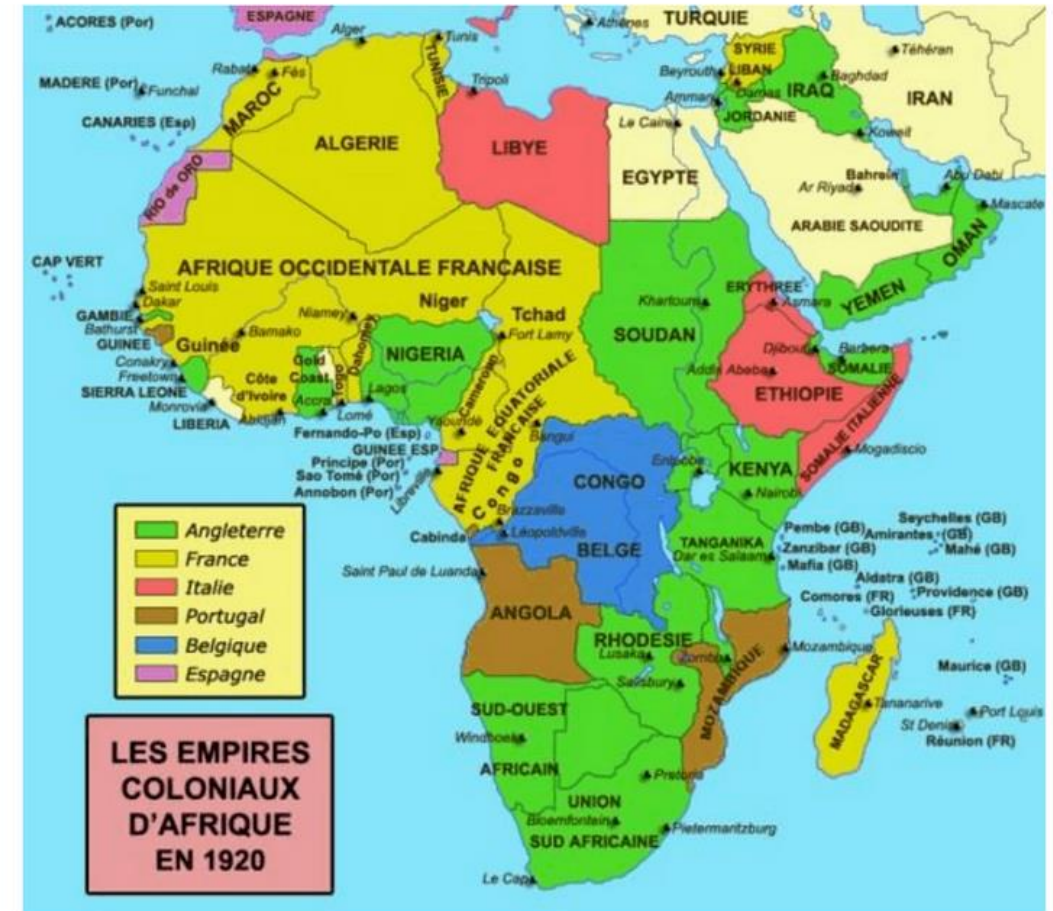 ACORES (Por)
ESPAGNE
Alger
Tunis
Athènes
TURQUIE
Téhéran
SYRIE
Rabat
Fés
TUNISIE
Tripoli
Beyrouth
LIBAN
Damas
Baghdad
IRAQ
IRAN
MADERE (Por)
Funchal
MAROC
Amman
JORDANIE
CANARIES (Esp)
ALGERIE
LIBYE
Le Caire
Koweit
EGYPTE
Bahrein
Abu Dabi
Ar Riyad
Mascate
RIO de ORO
ARABIE SAOUDITE
OMAN
CAP VERT
AFRIQUE OCCIDENTALE FRANCAISE
Saint Louis
Dakar
Niger
ERYTHREE
Asmara
YEMEN
Khartoum
GAMBIE
Bathurst
Niamey
Tchad
GUINEE
Guinée
Bamako
Dahomey
Fort Lamy
SOUDAN
Conakry
NIGERIA
Djibouti
Berbera
Freetown
Gold
Coast
Togo
Addis Abeba
SOMALIE
SIERRA LEONE
Côte
d'Ivoire
Lagos
Cameroun
ETHIOPIE
Monrovia
Accra
LIBERIA
Abidjan
Lomé
Yaoundé
AFRIQUE EQUATORIALE
FRANCAISE
SOMALIE ITALIENNE
Fernando-Po (Esp)
Bangui
GUINEE ESP
Mogadiscio
Principe (Por)
Entebbe
KENYA
Sao Tomé (Por)
Libreville
Congo
CONGO
Nairobi
Annobon (Por)
Brazzaville
Seychelles (GB)
Cabinda
Léopoldville
BELGE
TANGANIKA
Pembe (GB)
Amirantes (GB)
Dar es Salaam
Zanzibar (GB)
Mahé (GB)
Mafia (GB)
Saint Paul de Luanda
Aldatra (GB)
Comores (FR)
Providence (GB)
Glorieuses (FR)
ANGOLA
RHODESIE
Lusaka
Zomba
Mozambique
Maurice (GB)
MOZAMBIQUE
MADAGASCAR
Salisbury
Tananarive
Port Louis
SUD-OUEST
St Denis
Réunion (FR)
Windhoek
AFRICAIN
Pretoria
UNION
Bloemfontein
Pietermaritzburg
SUD AFRICAINE
Le Cap
Angleterre
France
Italie
Portugal
Belgique
Espagne
LES EMPIRES
COLONIAUX
D'AFRIQUE
EN 1920